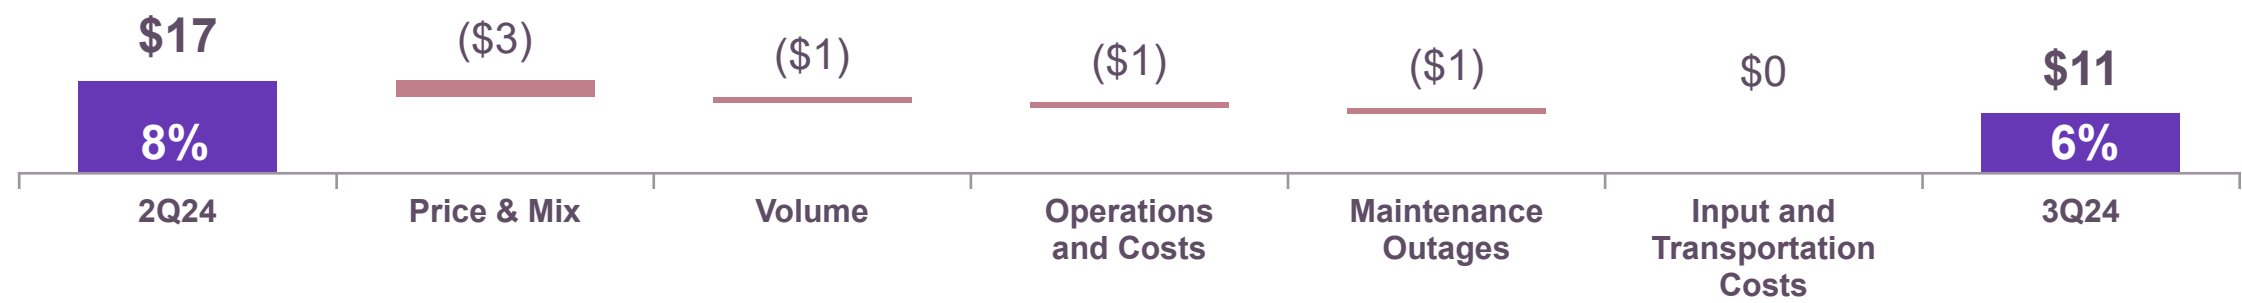 $17
($3)
($1)
($1)
($1)
$0
$11
8%
6%
2Q24
Price & Mix
Volume
Operations
and Costs
Maintenance
Outages
Input and
Transportation
Costs
3Q24